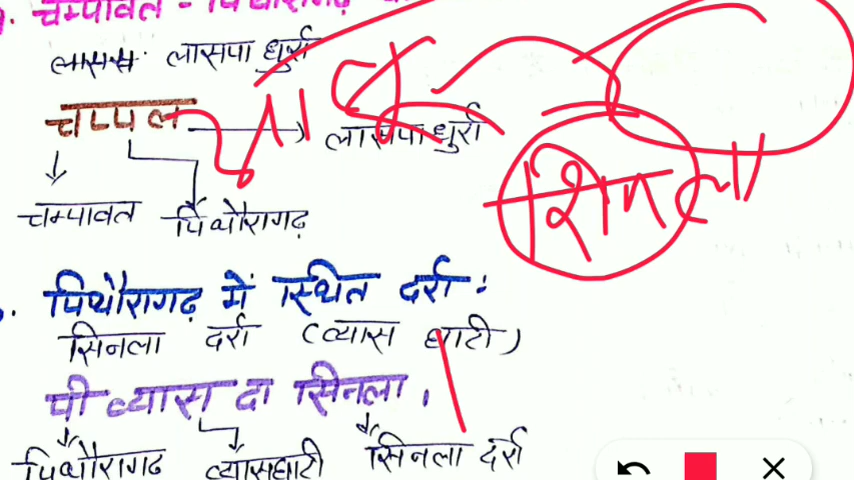 चम्पावत - पिथौरागढ़
लासपा धुर्रा
चप्पल लासपा धुर्रा
शिमला
चम्पावत पिथौरागढ़
पिथौरागढ़ में स्थित दर्रा :
सिनला दर्रा (व्यास घाटी)
पी व्यास दा सिनला ।
पिथौरागढ़ व्यासघाटी सिनला दर्रा